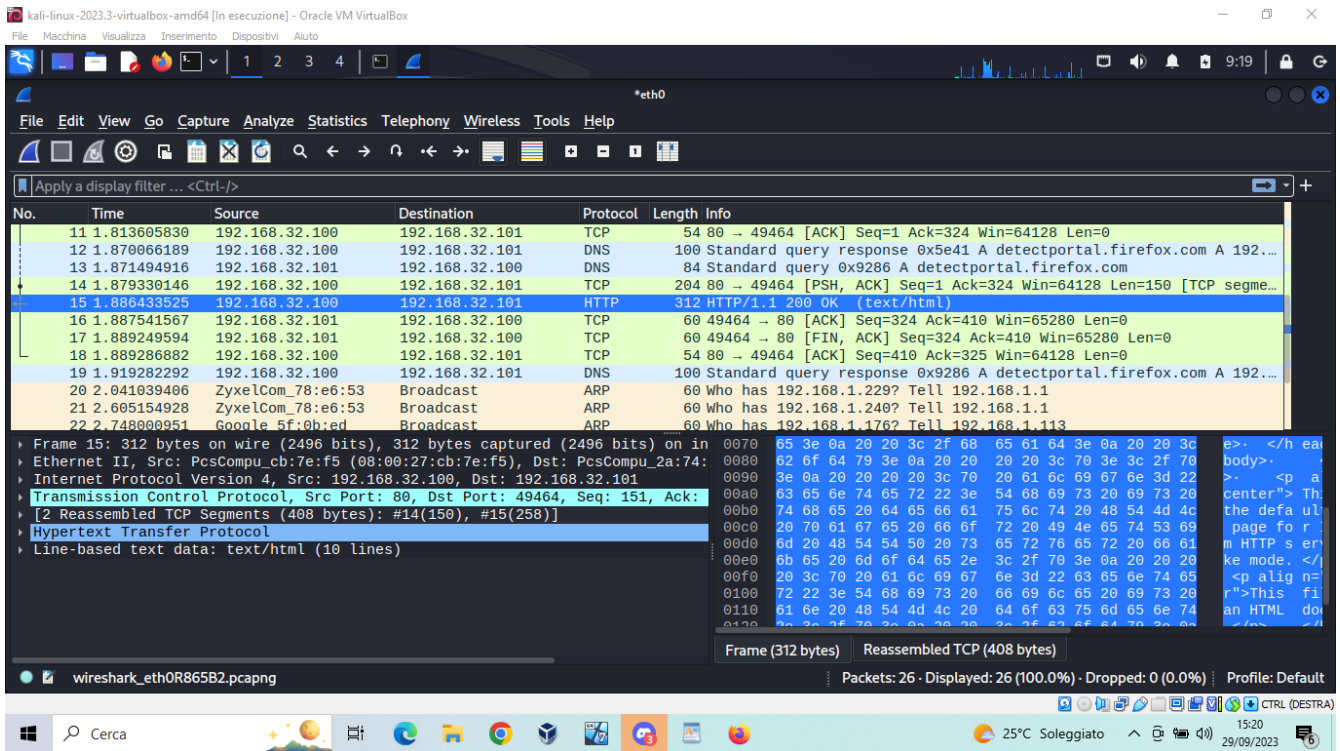 kali-linux-2023.3-virtualbox-amd64 [In esecuzione] - Oracle VM VirtualBox
File Macchina Visualizza Inserimento Dispositivi Aiuto
1 2 3 4 9:19
*eth0
File Edit View Go Capture Analyze Statistics Telephony Wireless Tools Help
Apply a display filter … <Ctrl-/>
No. Time Source Destination Protocol Length Info
11 1.813605830 192.168.32.100 192.168.32.101 TCP 54 80 → 49464 [ACK] Seq=1 Ack=324 Win=64128 Len=0
12 1.870066189 192.168.32.100 192.168.32.101 DNS 100 Standard query response 0x5e41 A detectportal.firefox.com A 192.…
13 1.871494916 192.168.32.101 192.168.32.100 DNS 84 Standard query 0x9286 A detectportal.firefox.com
14 1.879330146 192.168.32.100 192.168.32.101 TCP 204 80 → 49464 [PSH, ACK] Seq=1 Ack=324 Win=64128 Len=150 [TCP segme…
15 1.886433525 192.168.32.100 192.168.32.101 HTTP 312 HTTP/1.1 200 OK (text/html)
16 1.887541567 192.168.32.101 192.168.32.100 TCP 60 49464 → 80 [ACK] Seq=324 Ack=410 Win=65280 Len=0
17 1.889249594 192.168.32.101 192.168.32.100 TCP 60 49464 → 80 [FIN, ACK] Seq=324 Ack=410 Win=65280 Len=0
18 1.889286882 192.168.32.100 192.168.32.101 TCP 54 80 → 49464 [ACK] Seq=410 Ack=325 Win=64128 Len=0
19 1.919282292 192.168.32.100 192.168.32.101 DNS 100 Standard query response 0x9286 A detectportal.firefox.com A 192.…
20 2.041039406 ZyxelCom_78:e6:53 Broadcast ARP 60 Who has 192.168.1.229? Tell 192.168.1.1
21 2.605154928 ZyxelCom_78:e6:53 Broadcast ARP 60 Who has 192.168.1.240? Tell 192.168.1.1
22 2.748000951 Google_5f:0b:ed Broadcast ARP 60 Who has 192.168.1.176? Tell 192.168.1.113
Frame 15: 312 bytes on wire (2496 bits), 312 bytes captured (2496 bits) on in
Ethernet II, Src: PcsCompu_cb:7e:f5 (08:00:27:cb:7e:f5), Dst: PcsCompu_2a:74:
Internet Protocol Version 4, Src: 192.168.32.100, Dst: 192.168.32.101
Transmission Control Protocol, Src Port: 80, Dst Port: 49464, Seq: 151, Ack:
[2 Reassembled TCP Segments (408 bytes): #14(150), #15(258)]
Hypertext Transfer Protocol
Line-based text data: text/html (10 lines)
0070 65 3e 0a 20 20 3c 2f 68 65 61 64 3e 0a 20 20 3c e>· </h ead
0080 62 6f 64 79 3e 0a 20 20 20 20 3c 70 3e 3c 2f 70 body>·
0090 3e 0a 20 20 20 20 3c 70 20 61 6c 69 67 6e 3d 22 >· <p a
00a0 63 65 6e 74 65 72 22 3e 54 68 69 73 20 69 73 20 center"> Thi
00b0 74 68 65 20 64 65 66 61 75 6c 74 20 48 54 4d 4c the defa ul
00c0 20 70 61 67 65 20 66 6f 72 20 49 4e 65 74 53 69 page fo r
00d0 6d 20 48 54 54 50 20 73 65 72 76 65 72 20 66 61 m HTTP s erv
00e0 6b 65 20 6d 6f 64 65 2e 3c 2f 70 3e 0a 20 20 20 ke mode. </
00f0 20 3c 70 20 61 6c 69 67 6e 3d 22 63 65 6e 74 65 <p alig n="
0100 72 22 3e 54 68 69 73 20 66 69 6c 65 20 69 73 20 r">This fi
0110 61 6e 20 48 54 4d 4c 20 64 6f 63 75 6d 65 6e 74 an HTML do
Frame (312 bytes) Reassembled TCP (408 bytes)
wireshark_eth0R865B2.pcapng Packets: 26 · Displayed: 26 (100.0%) · Dropped: 0 (0.0%) Profile: Default
CTRL (DESTRA)
Cerca 25°C Soleggiato 15:20
29/09/2023 6